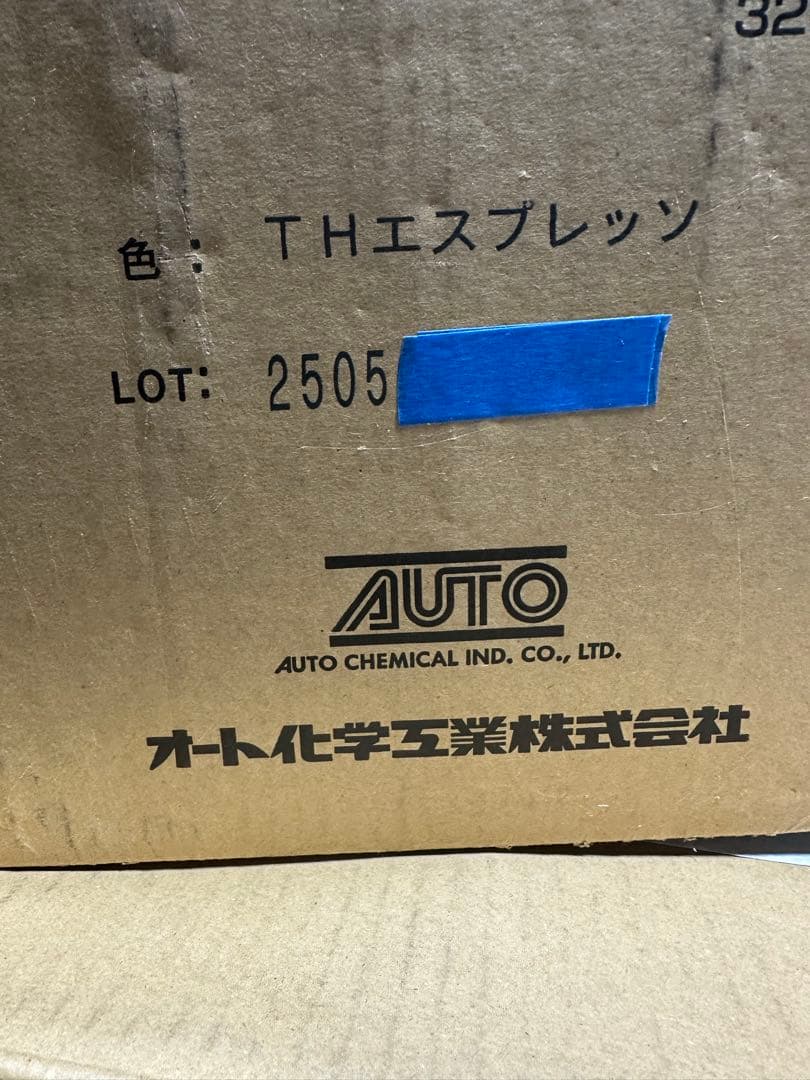 32
色: THエスプレッソ
LOT: 2505
AUTO
AUTO CHEMICAL IND. CO., LTD.
オート化学工業株式会社